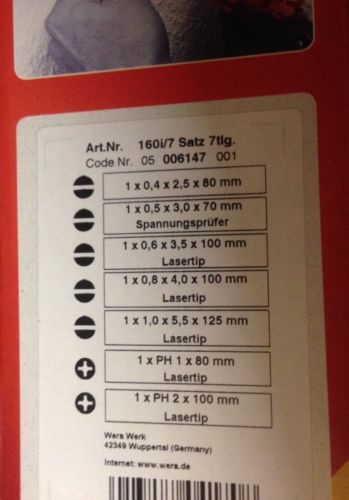 Art.Nr. 160i/7 Satz 7tlg.
Code Nr. 05 006147 001
1 x 0,4 x 2,5 x 80 mm
1 x 0,5 x 3,0 x 70 mm
Spannungsprüfer
1 x 0,6 x 3,5 x 100 mm
Lasertip
1 x 0,8 x 4,0 x 100 mm
Lasertip
1 x 1,0 x 5,5 x 125 mm
Lasertip
1 x PH 1 x 80 mm
Lasertip
1 x PH 2 x 100 mm
Lasertip
Wera Werk
42349 Wuppertal (Germany)
Internet: www.wera.de